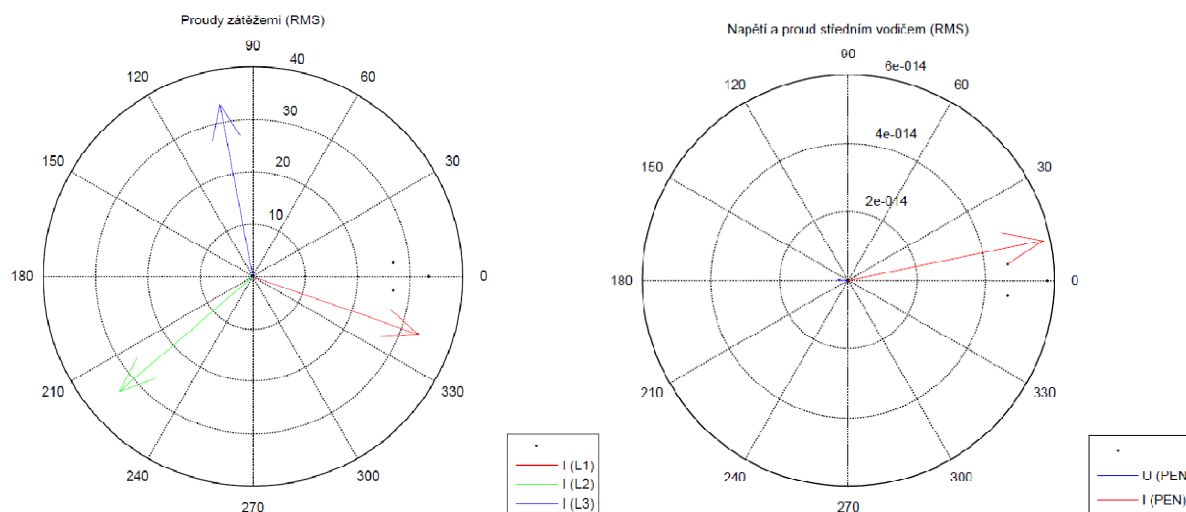 Proudy zátěžemi (RMS)
90
40
120
60
30
150
30
20
10
180
0
210
330
240
300
270
I (L1)
I (L2)
I (L3)
Napětí a proud středním vodičem (RMS)
90
6e-014
120
60
4e-014
150
30
2e-014
180
0
210
330
240
300
270
U (PEN
I (PEN)